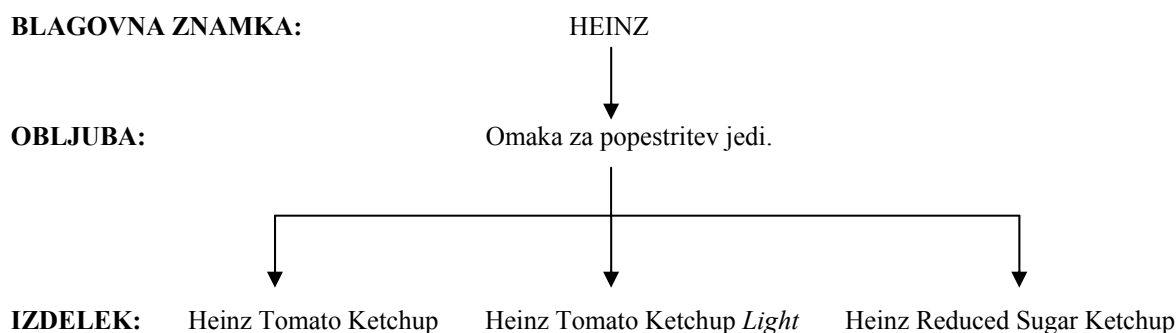 BLAGOVNA ZNAMKA: HEINZ
OBLJUBA: Omaka za popestritev jedi.
IZDELEK: Heinz Tomato Ketchup Heinz Tomato Ketchup Light Heinz Reduced Sugar Ketchup